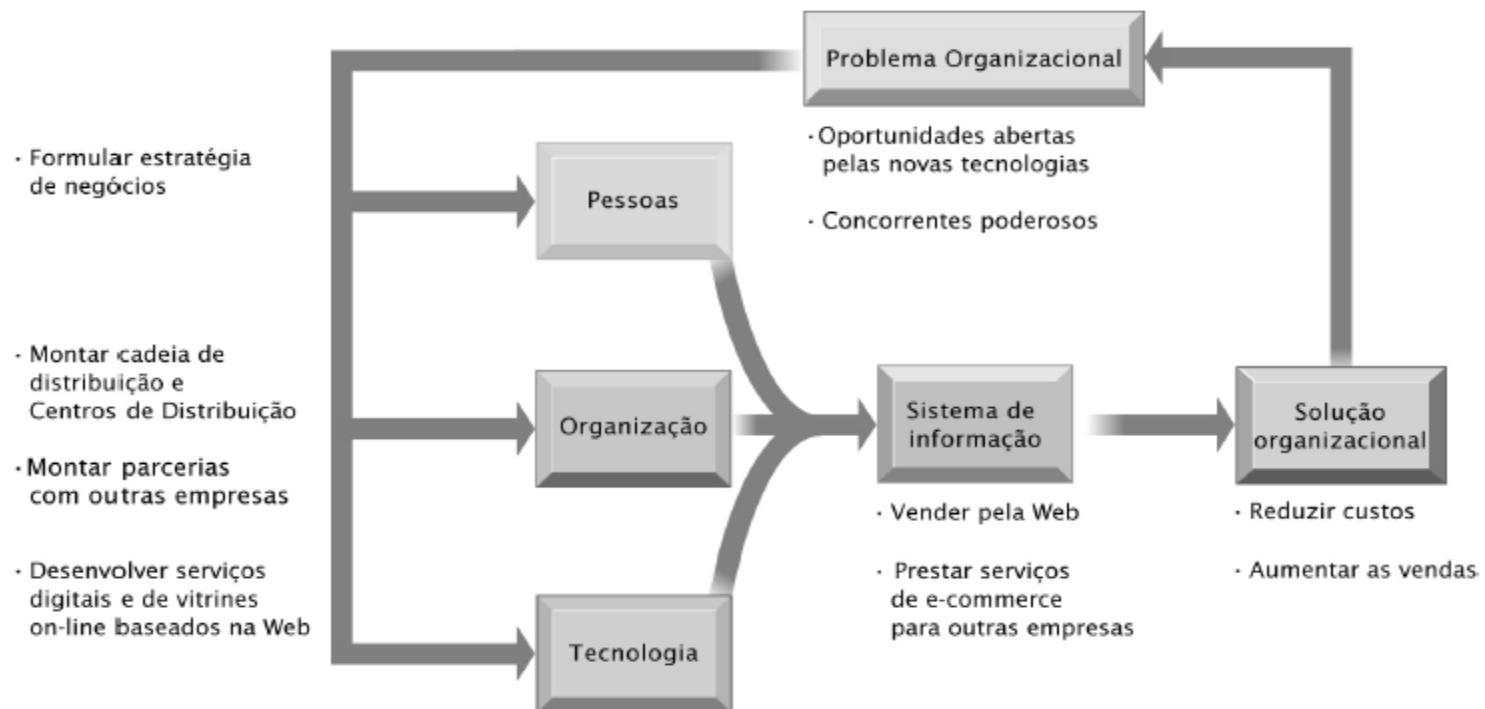 Problema Organizacional
· Oportunidades abertas
pelas novas tecnologias
· Concorrentes poderosos
· Formular estratégia
de negócios
Pessoas
· Montar cadeia de
distribuição e
Centros de Distribuição
· Montar parcerias
com outras empresas
Organização
· Desenvolver serviços
digitais e de vitrines
on-line baseados na Web
Tecnologia
Sistema de
informação
· Vender pela Web
· Prestar serviços
de e-commerce
para outras empresas
Solução
organizacional
· Reduzir custos
· Aumentar as vendas